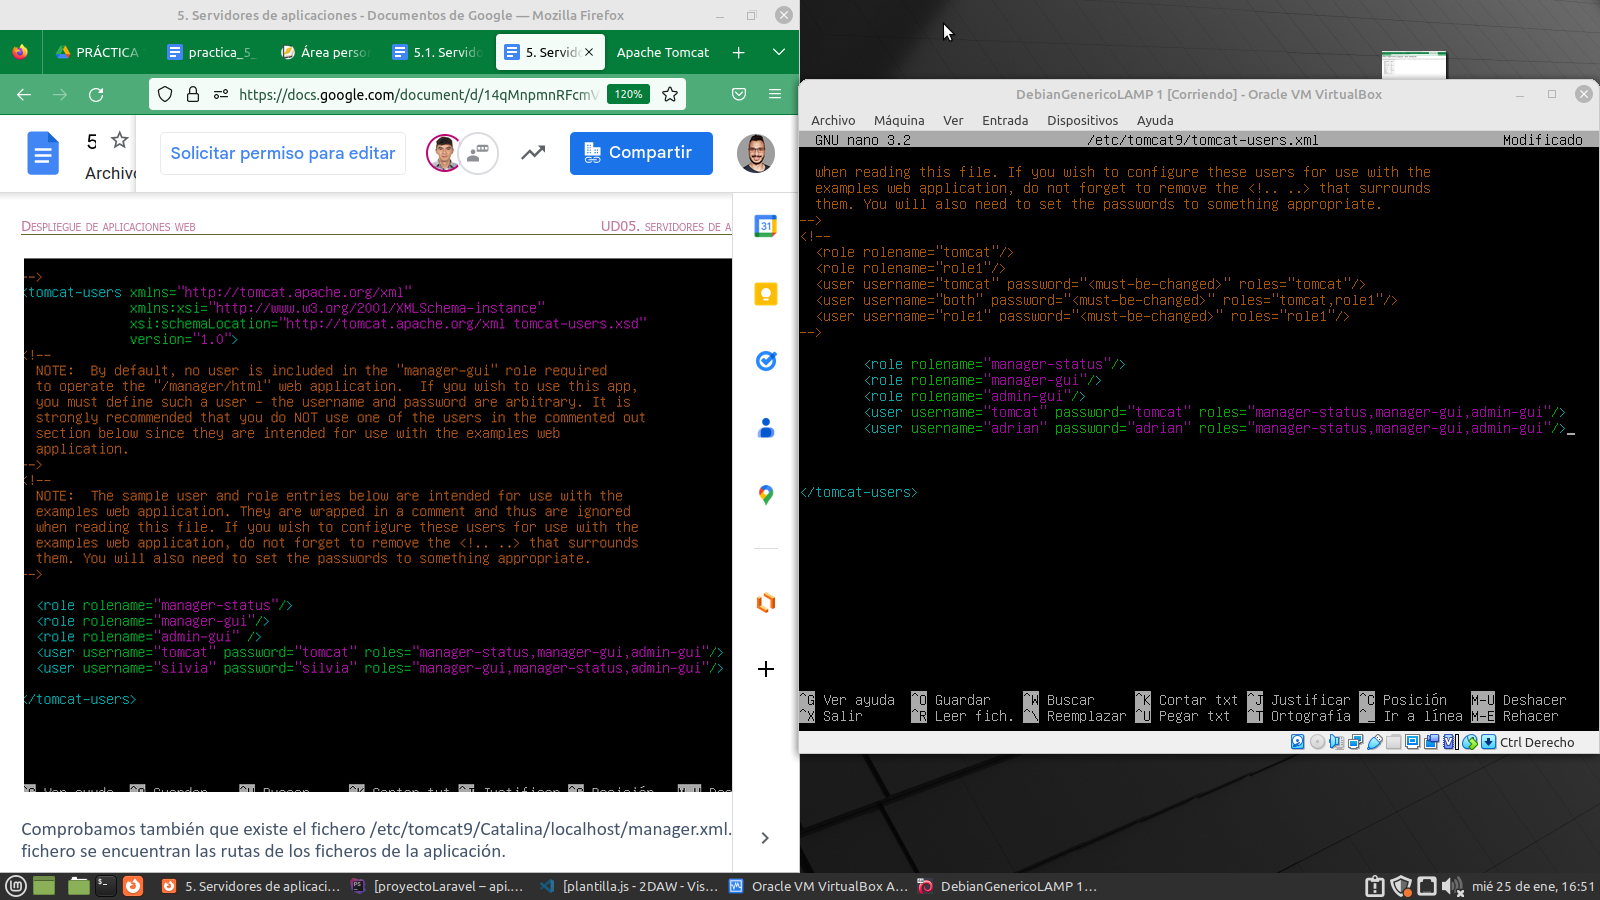 5. Servidores de aplicaciones - Documentos de Google — Mozilla Firefox
PRÁCTICA
practica_5_
Área perso
5.1. Servido
5. Servido
Apache Tomcat
https://docs.google.com/document/d/14qMnpmnRFcmV
120%
5
Archivo
Solicitar permiso para editar
Compartir
Despliegue de aplicaciones web
UD05. servidores de a
-->
<tomcat-users xmlns="http://tomcat.apache.org/xml"
xmlns:xsi="http://www.w3.org/2001/XMLSchema-instance"
xsi:schemaLocation="http://tomcat.apache.org/xml tomcat-users.xsd"
version="1.0">
<!--
NOTE:  By default, no user is included in the "manager-gui" role required
to operate the "/manager/html" web application.  If you wish to use this app,
you must define such a user - the username and password are arbitrary. It is
strongly recommended that you do NOT use one of the users in the commented out
section below since they are intended for use with the examples web
application.
-->
<!--
NOTE:  The sample user and role entries below are intended for use with the
examples web application. They are wrapped in a comment and thus are ignored
when reading this file. If you wish to configure these users for use with the
examples web application, do not forget to remove the <!.. ..> that surrounds
them. You will also need to set the passwords to something appropriate.
-->
<role rolename="manager-status"/>
<role rolename="manager-gui"/>
<role rolename="admin-gui" />
<user username="tomcat" password="tomcat" roles="manager-status,manager-gui,admin-gui"/>
<user username="silvia" password="silvia" roles="manager-gui,manager-status,admin-gui"/>
</tomcat-users>
^G Ver ayuda ^O Guardar ^W Buscar ^K Cortar txt ^J Justificar ^C Posición M-U Des
Comprobamos también que existe el fichero /etc/tomcat9/Catalina/localhost/manager.xml.
fichero se encuentran las rutas de los ficheros de la aplicación.
31
DebianGenericoLAMP 1 [Corriendo] - Oracle VM VirtualBox
Archivo Máquina Ver Entrada Dispositivos Ayuda
GNU nano 3.2 /etc/tomcat9/tomcat-users.xml Modificado
when reading this file. If you wish to configure these users for use with the
examples web application, do not forget to remove the <!.. ..> that surrounds
them. You will also need to set the passwords to something appropriate.
-->
<!--
<role rolename="tomcat"/>
<role rolename="role1"/>
<user username="tomcat" password="<must-be-changed>" roles="tomcat"/>
<user username="both" password="<must-be-changed>" roles="tomcat,role1"/>
<user username="role1" password="<must-be-changed>" roles="role1"/>
-->
<role rolename="manager-status"/>
<role rolename="manager-gui"/>
<role rolename="admin-gui"/>
<user username="tomcat" password="tomcat" roles="manager-status,manager-gui,admin-gui"/>
<user username="adrian" password="adrian" roles="manager-status,manager-gui,admin-gui"/>_
</tomcat-users>
^G Ver ayuda ^O Guardar ^W Buscar ^K Cortar txt ^J Justificar ^C Posición M-U Deshacer
^X Salir ^R Leer fich. ^\ Reemplazar ^U Pegar txt ^T Ortografía ^_ Ir a línea M-E Rehacer
Ctrl Derecho
5. Servidores de aplicaci... [proyectoLaravel – api.... [plantilla.js - 2DAW - Vis... Oracle VM VirtualBox A... DebianGenericoLAMP 1... mié 25 de ene, 16:51